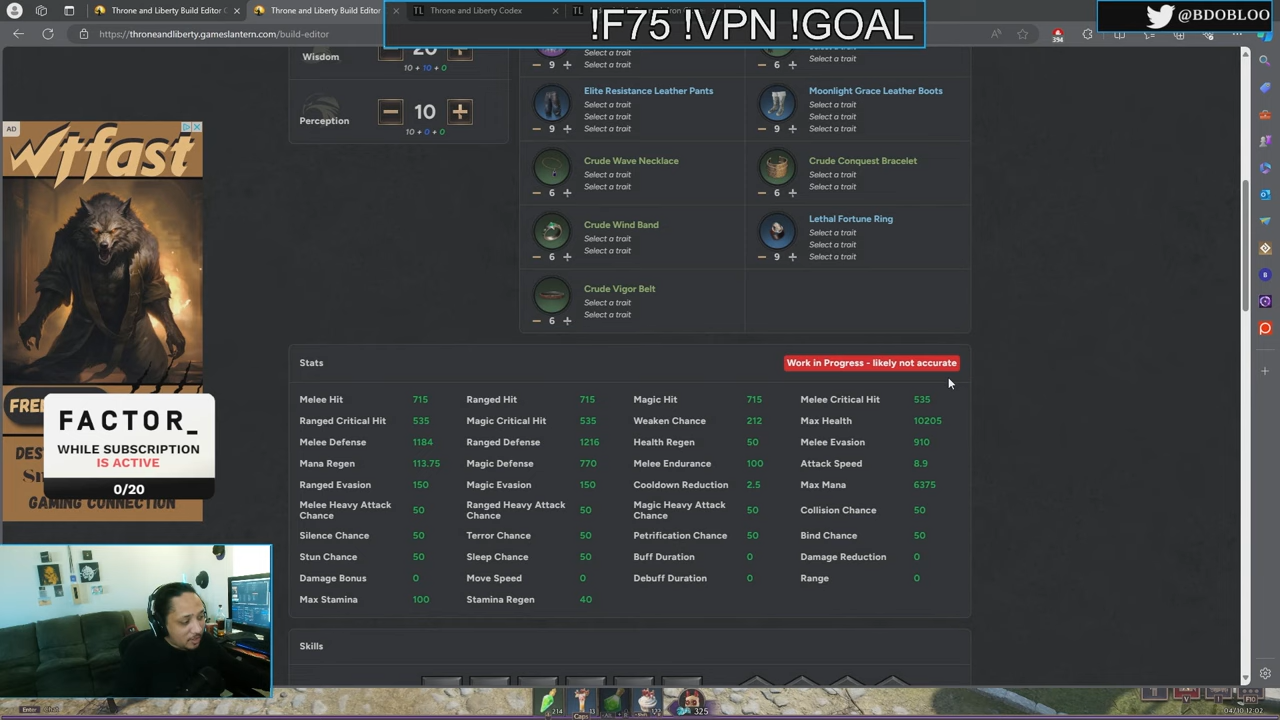 Throne and Liberty Build Editor
Throne and Liberty Build Editor
Throne and Liberty Codex
!F75 !VPN !GOAL
@BDOBLOO
https://throneandliberty.gameslantern.com/build-editor
394
Wisdom
20
10 + 10 + 0
9
6
Select a trait
Perception
10
10 + 0 + 0
Elite Resistance Leather Pants
Select a trait
Select a trait
Select a trait
9
Moonlight Grace Leather Boots
Select a trait
Select a trait
Select a trait
9
Crude Wave Necklace
Select a trait
Select a trait
6
Crude Conquest Bracelet
Select a trait
Select a trait
6
Crude Wind Band
Select a trait
Select a trait
6
Lethal Fortune Ring
Select a trait
Select a trait
Select a trait
9
Crude Vigor Belt
Select a trait
Select a trait
6
AD
wtfast
FREE
GAMING CONNECTION
FACTOR_
WHILE SUBSCRIPTION
IS ACTIVE
0/20
Stats
Work in Progress - likely not accurate
Melee Hit 715 Ranged Hit 715 Magic Hit 715 Melee Critical Hit 535
Ranged Critical Hit 535 Magic Critical Hit 535 Weaken Chance 212 Max Health 10205
Melee Defense 1184 Ranged Defense 1216 Health Regen 50 Melee Evasion 910
Mana Regen 113.75 Magic Defense 770 Melee Endurance 100 Attack Speed 8.9
Ranged Evasion 150 Magic Evasion 150 Cooldown Reduction 2.5 Max Mana 6375
Melee Heavy Attack Chance 50 Ranged Heavy Attack Chance 50 Magic Heavy Attack Chance 50 Collision Chance 50
Silence Chance 50 Terror Chance 50 Petrification Chance 50 Bind Chance 50
Stun Chance 50 Sleep Chance 50 Buff Duration 0 Damage Reduction 0
Damage Bonus 0 Move Speed 0 Debuff Duration 0 Range 0
Max Stamina 100 Stamina Regen 40
Skills
Enter Chat
214
325
F10
04/10 12:02